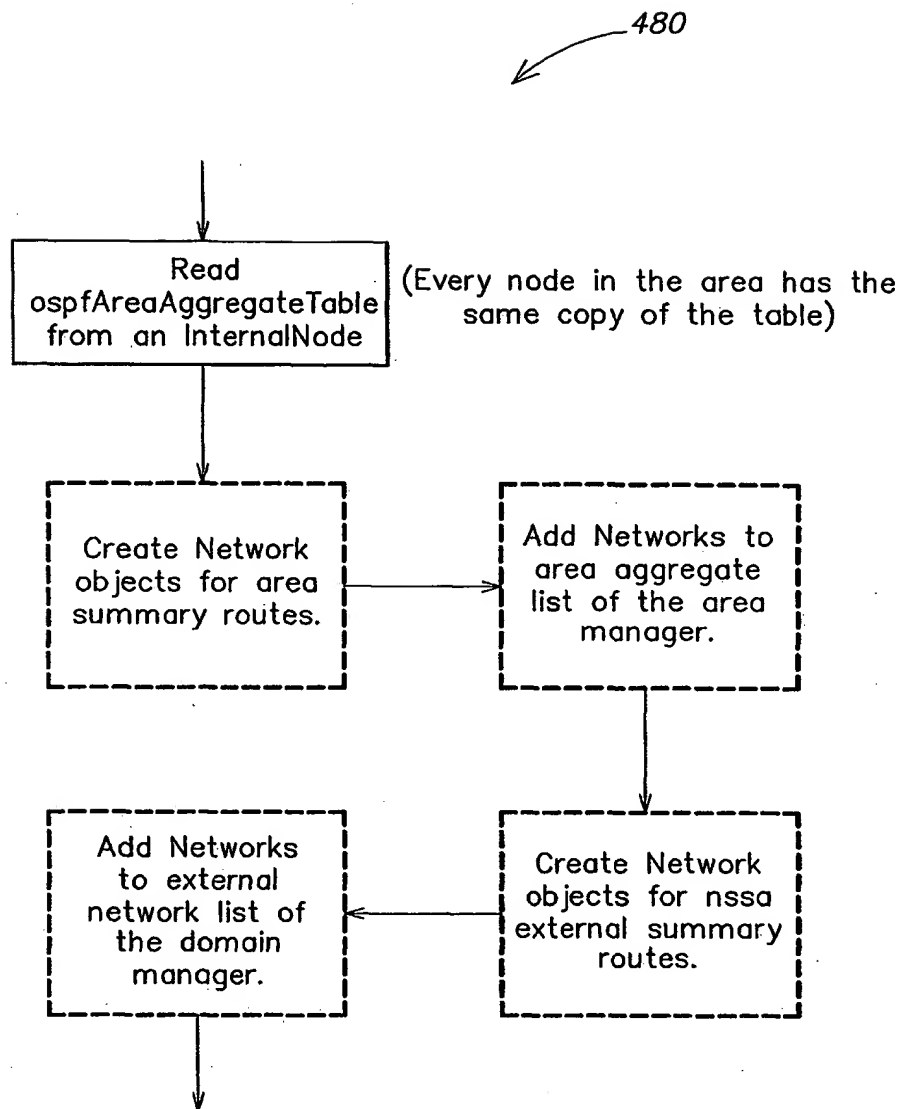 480
Read
ospfAreaAggregateTable
from an InternalNode
(Every node in the area has the
same copy of the table)
Create Network
objects for area
summary routes.
Add Networks to
area aggregate
list of the area
manager.
Create Network
objects for nssa
external summary
routes.
Add Networks
to external
network list of
the domain
manager.